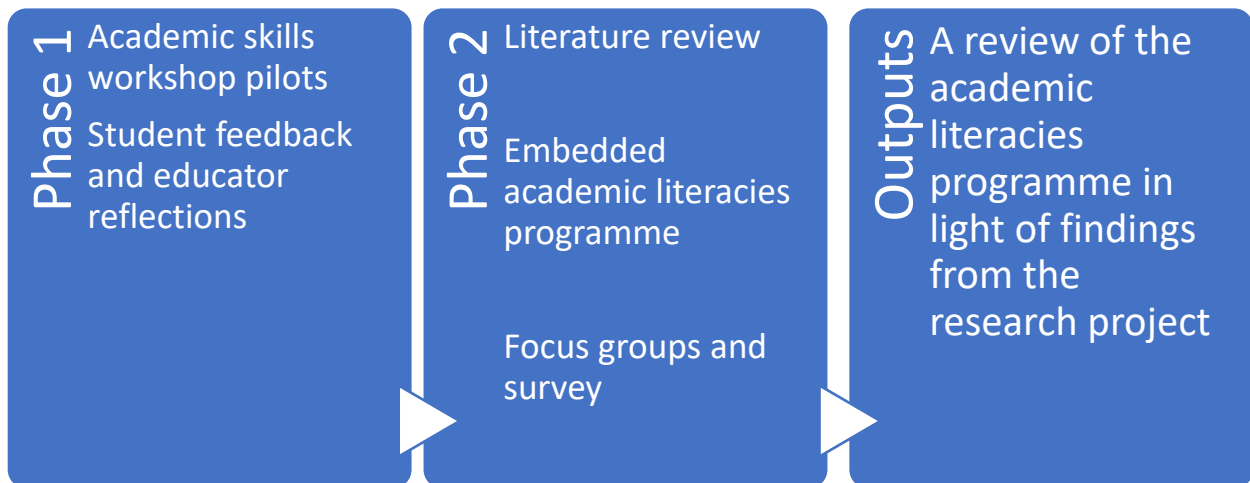 Phase 1
Academic skills
workshop pilots
Student feedback
and educator
reflections
Phase 2
Literature review
Embedded
academic literacies
programme
Focus groups and
survey
Outputs
A review of the
academic
literacies
programme in
light of findings
from the
research project